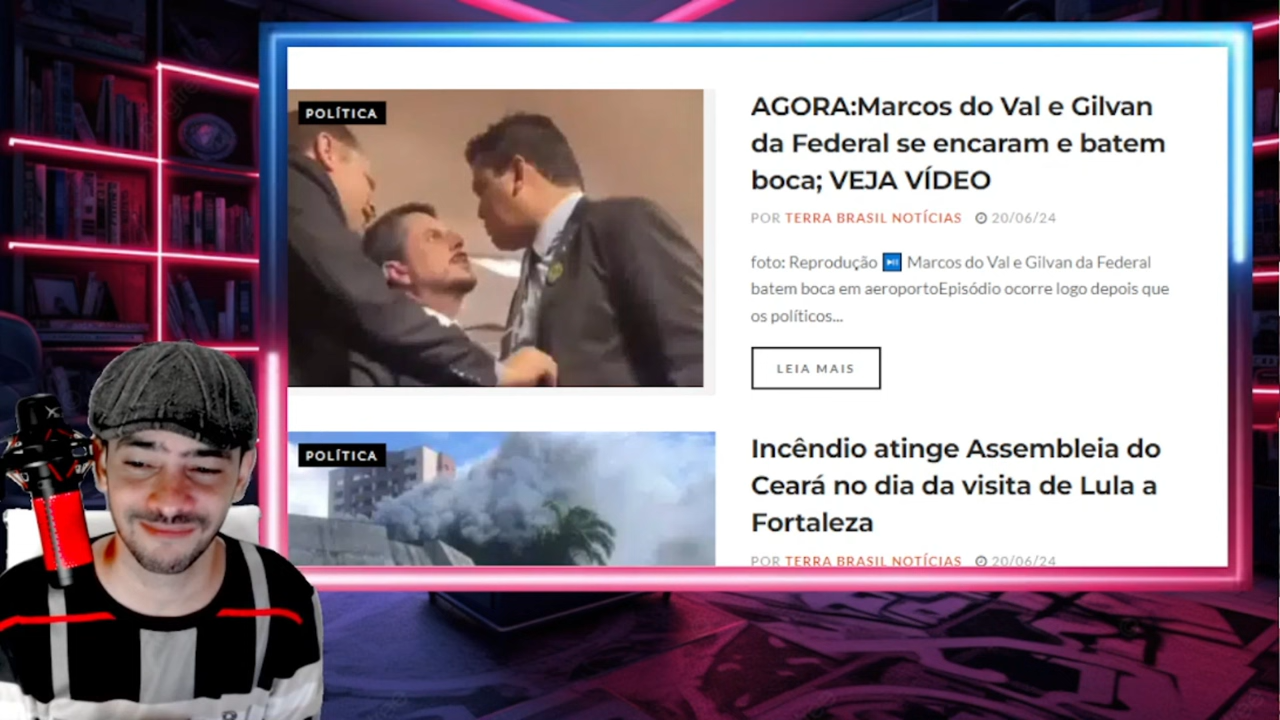 POLÍTICA
AGORA:Marcos do Val e Gilvan
da Federal se encaram e batem
boca; VEJA VÍDEO
POR TERRA BRASIL NOTÍCIAS 20/06/24
foto: Reprodução ⏯ Marcos do Val e Gilvan da Federal
batem boca em aeroportoEpisódio ocorre logo depois que
os políticos...
LEIA MAIS
POLÍTICA
Incêndio atinge Assembleia do
Ceará no dia da visita de Lula a
Fortaleza
POR TERRA BRASIL NOTÍCIAS 20/06/24